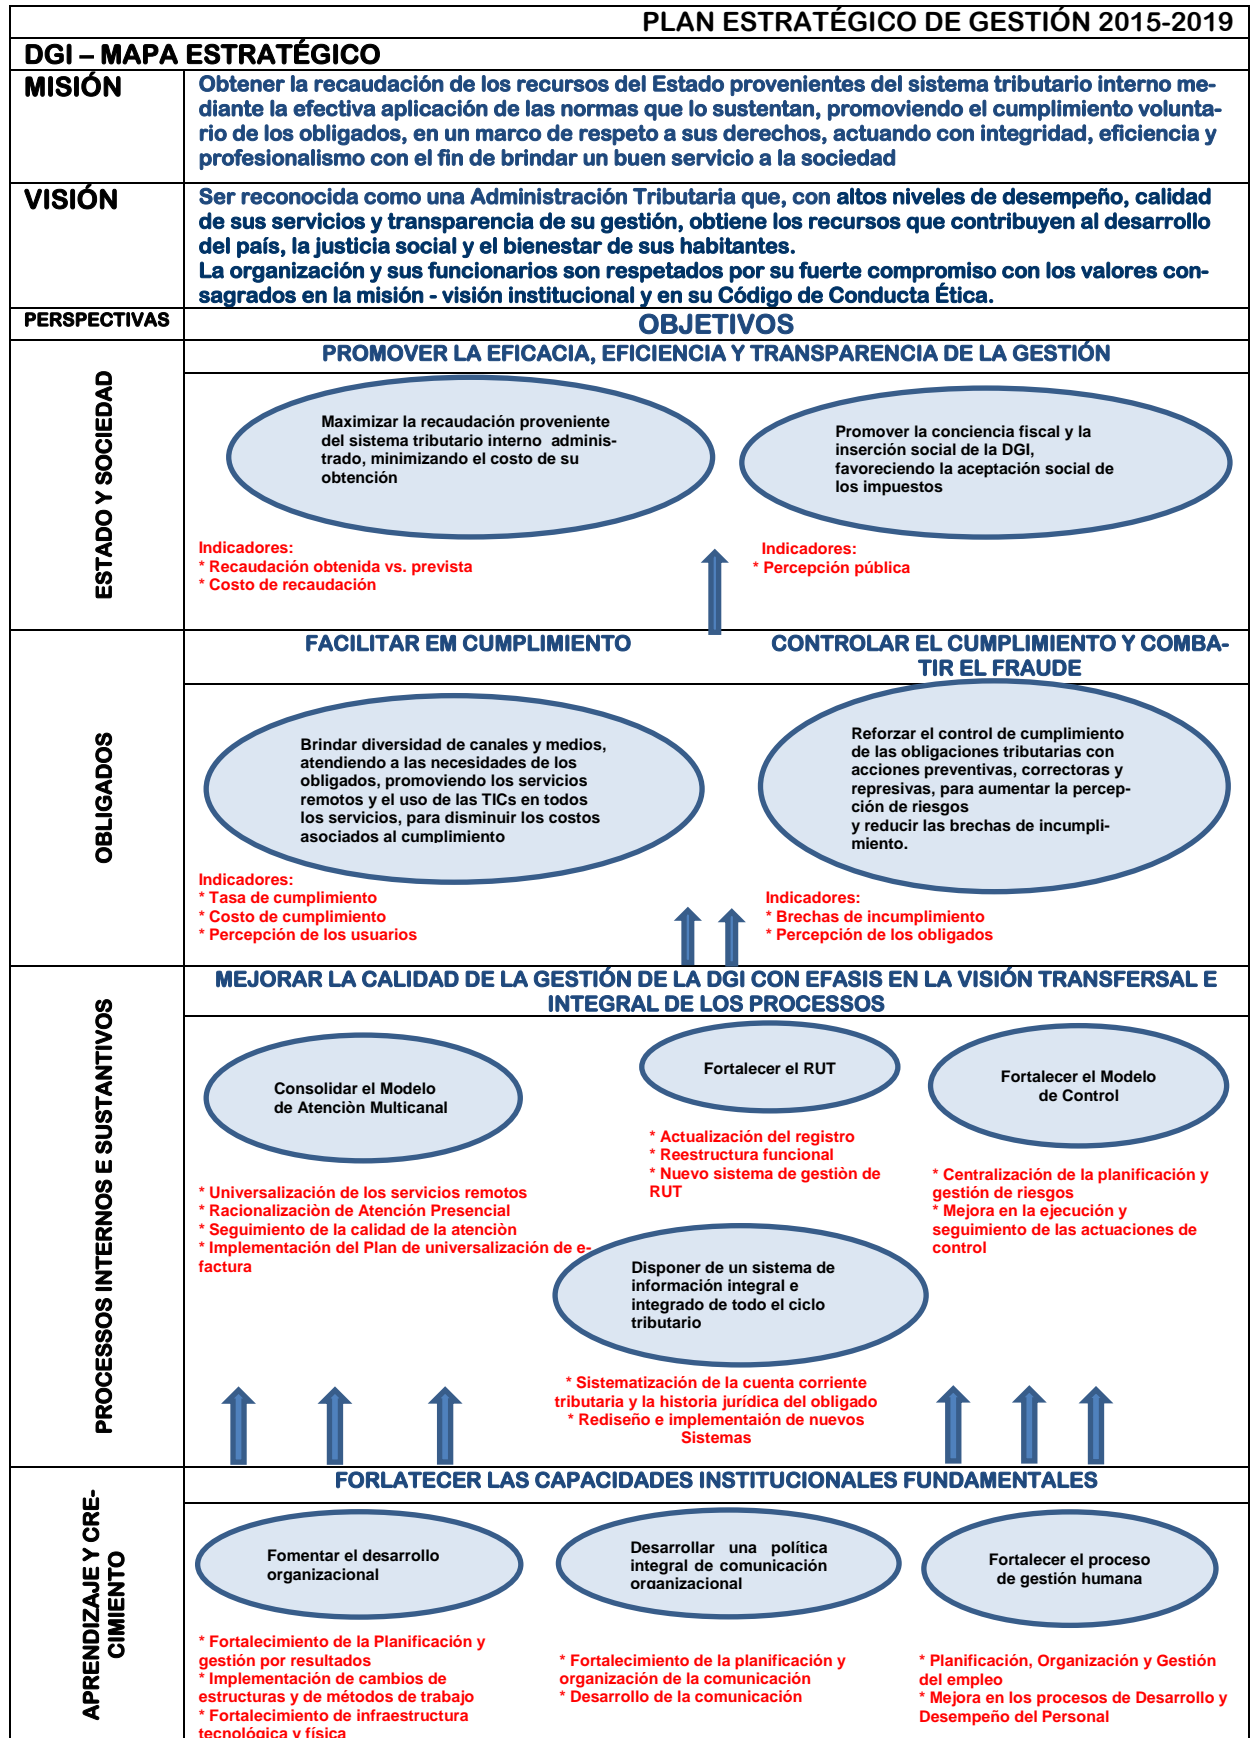 PLAN ESTRATÉGICO DE GESTIÓN 2015-2019
DGI – MAPA ESTRATÉGICO
MISIÓN
Obtener la recaudación de los recursos del Estado provenientes del sistema tributario interno me-
diante la efectiva aplicación de las normas que lo sustentan, promoviendo el cumplimiento volunta-
rio de los obligados, en un marco de respeto a sus derechos, actuando con integridad, eficiencia y
profesionalismo con el fin de brindar un buen servicio a la sociedad
VISIÓN
Ser reconocida como una Administración Tributaria que, con altos niveles de desempeño, calidad
de sus servicios y transparencia de su gestión, obtiene los recursos que contribuyen al desarrollo
del país, la justicia social y el bienestar de sus habitantes.
La organización y sus funcionarios son respetados por su fuerte compromiso con los valores con-
sagrados en la misión - visión institucional y en su Código de Conducta Ética.
PERSPECTIVAS
OBJETIVOS
ESTADO Y SOCIEDAD
PROMOVER LA EFICACIA, EFICIENCIA Y TRANSPARENCIA DE LA GESTIÓN
Maximizar la recaudación proveniente
del sistema tributario interno adminis-
trado, minimizando el costo de su
obtención
Promover la conciencia fiscal y la
inserción social de la DGI,
favoreciendo la aceptación social de
los impuestos
Indicadores:
* Recaudación obtenida vs. prevista
* Costo de recaudación
Indicadores:
* Percepción pública
OBLIGADOS
FACILITAR EM CUMPLIMIENTO
CONTROLAR EL CUMPLIMIENTO Y COMBA-
TIR EL FRAUDE
Brindar diversidad de canales y medios,
atendiendo a las necesidades de los
obligados, promoviendo los servicios
remotos y el uso de las TICs en todos
los servicios, para disminuir los costos
asociados al cumplimiento
Reforzar el control de cumplimiento
de las obligaciones tributarias con
acciones preventivas, correctoras y
represivas, para aumentar la percep-
ción de riesgos
y reducir las brechas de incumpli-
miento.
Indicadores:
* Tasa de cumplimiento
* Costo de cumplimiento
* Percepción de los usuarios
Indicadores:
* Brechas de incumplimiento
* Percepción de los obligados
PROCESSOS INTERNOS E SUSTANTIVOS
MEJORAR LA CALIDAD DE LA GESTIÓN DE LA DGI CON EFASIS EN LA VISIÓN TRANSFERSAL E
INTEGRAL DE LOS PROCESSOS
Consolidar el Modelo
de Atenciòn Multicanal
Fortalecer el RUT
Fortalecer el Modelo
de Control
* Universalización de los servicios remotos
* Racionalizaciòn de Atención Presencial
* Seguimiento de la calidad de la atenciòn
* Implementación del Plan de universalización de e-
factura
* Actualización del registro
* Reestructura funcional
* Nuevo sistema de gestiòn de
RUT
* Centralización de la planificación y
gestión de riesgos
* Mejora en la ejecución y
seguimiento de las actuaciones de
control
Disponer de un sistema de
información integral e
integrado de todo el ciclo
tributario
* Sistematización de la cuenta corriente
tributaria y la historia jurídica del obligado
* Rediseño e implementaión de nuevos
Sistemas
APRENDIZAJE Y CRE-
CIMIENTO
FORLATECER LAS CAPACIDADES INSTITUCIONALES FUNDAMENTALES
Fomentar el desarrollo
organizacional
Desarrollar una política
integral de comunicación
organizacional
Fortalecer el proceso
de gestión humana
* Fortalecimiento de la Planificación y
gestión por resultados
* Implementación de cambios de
estructuras y de métodos de trabajo
* Fortalecimiento de infraestructura
tecnológica y física
* Fortalecimiento de la planificación y
organización de la comunicación
* Desarrollo de la comunicación
* Planificación, Organización y Gestión
del empleo
* Mejora en los procesos de Desarrollo y
Desempeño del Personal